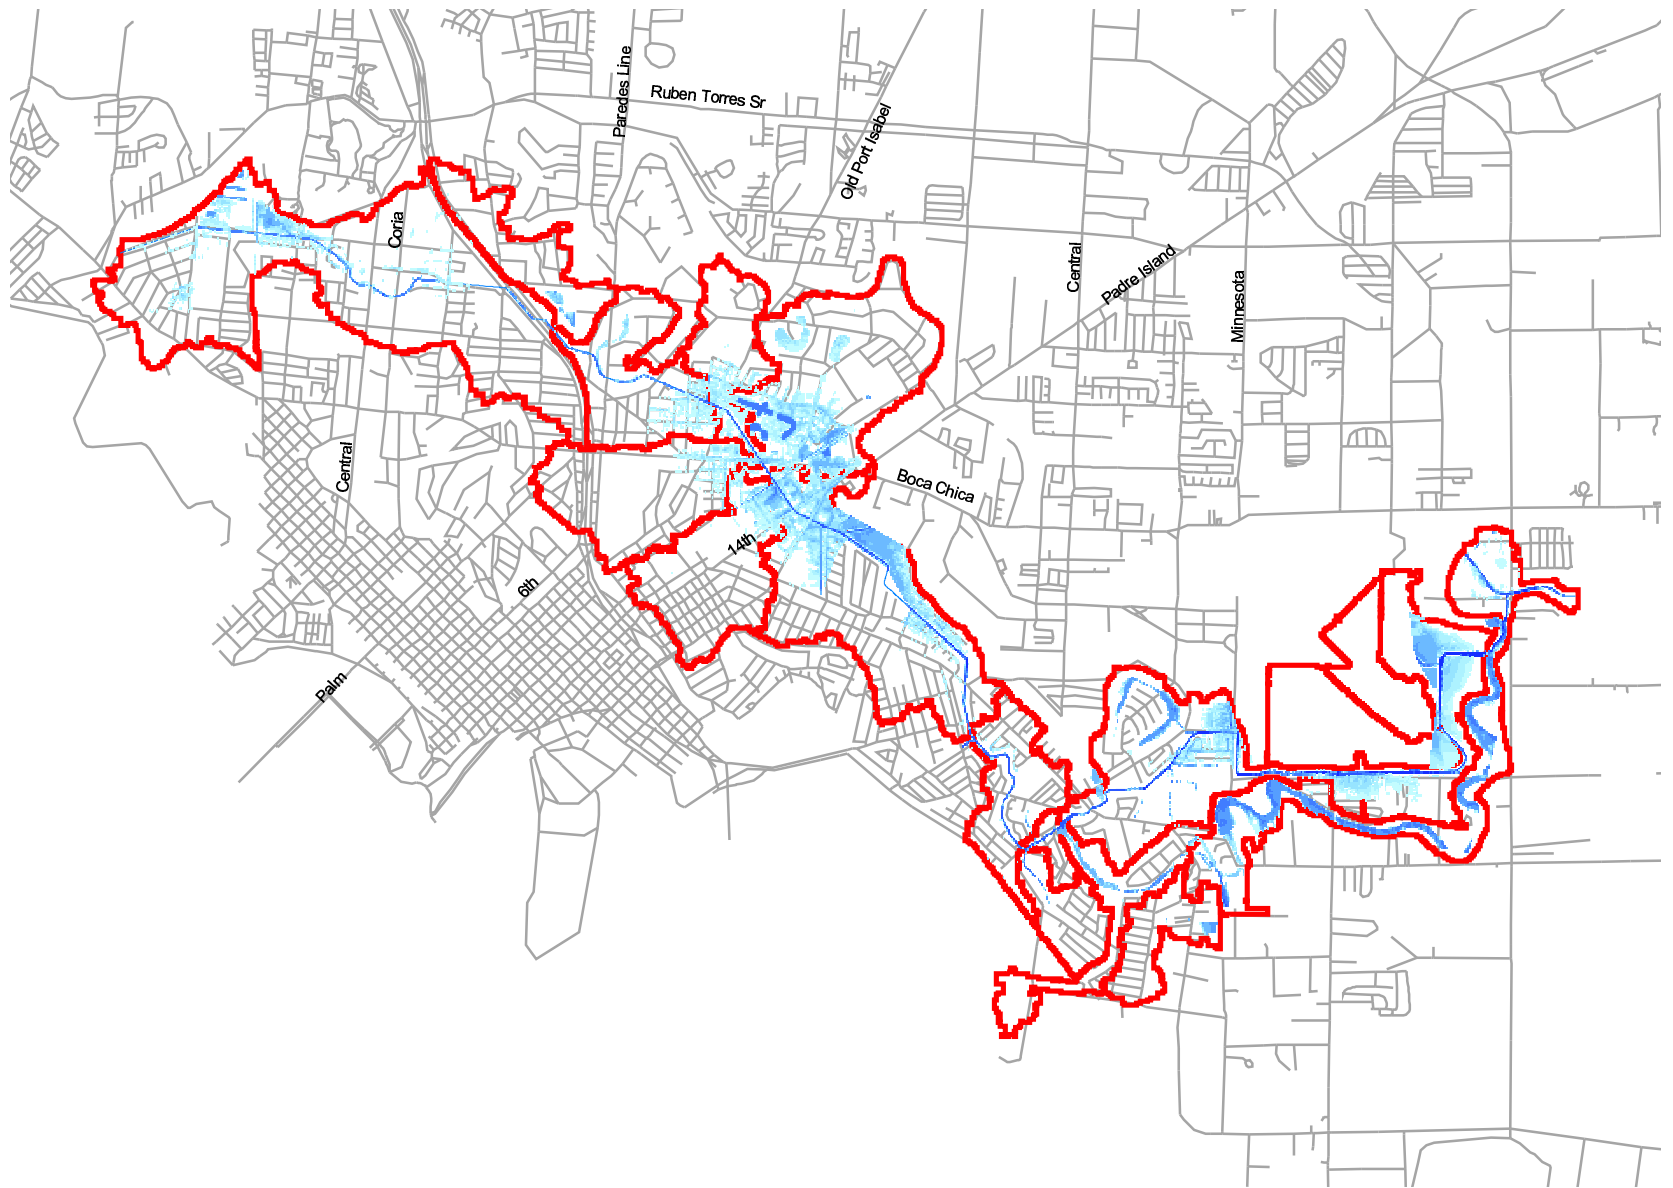 Ruben Torres Sr
Paredes Line
Old Port Isabel
Coria
Central
Padre Island
Minnesota
Central
Boca Chica
14th
6th
Palm